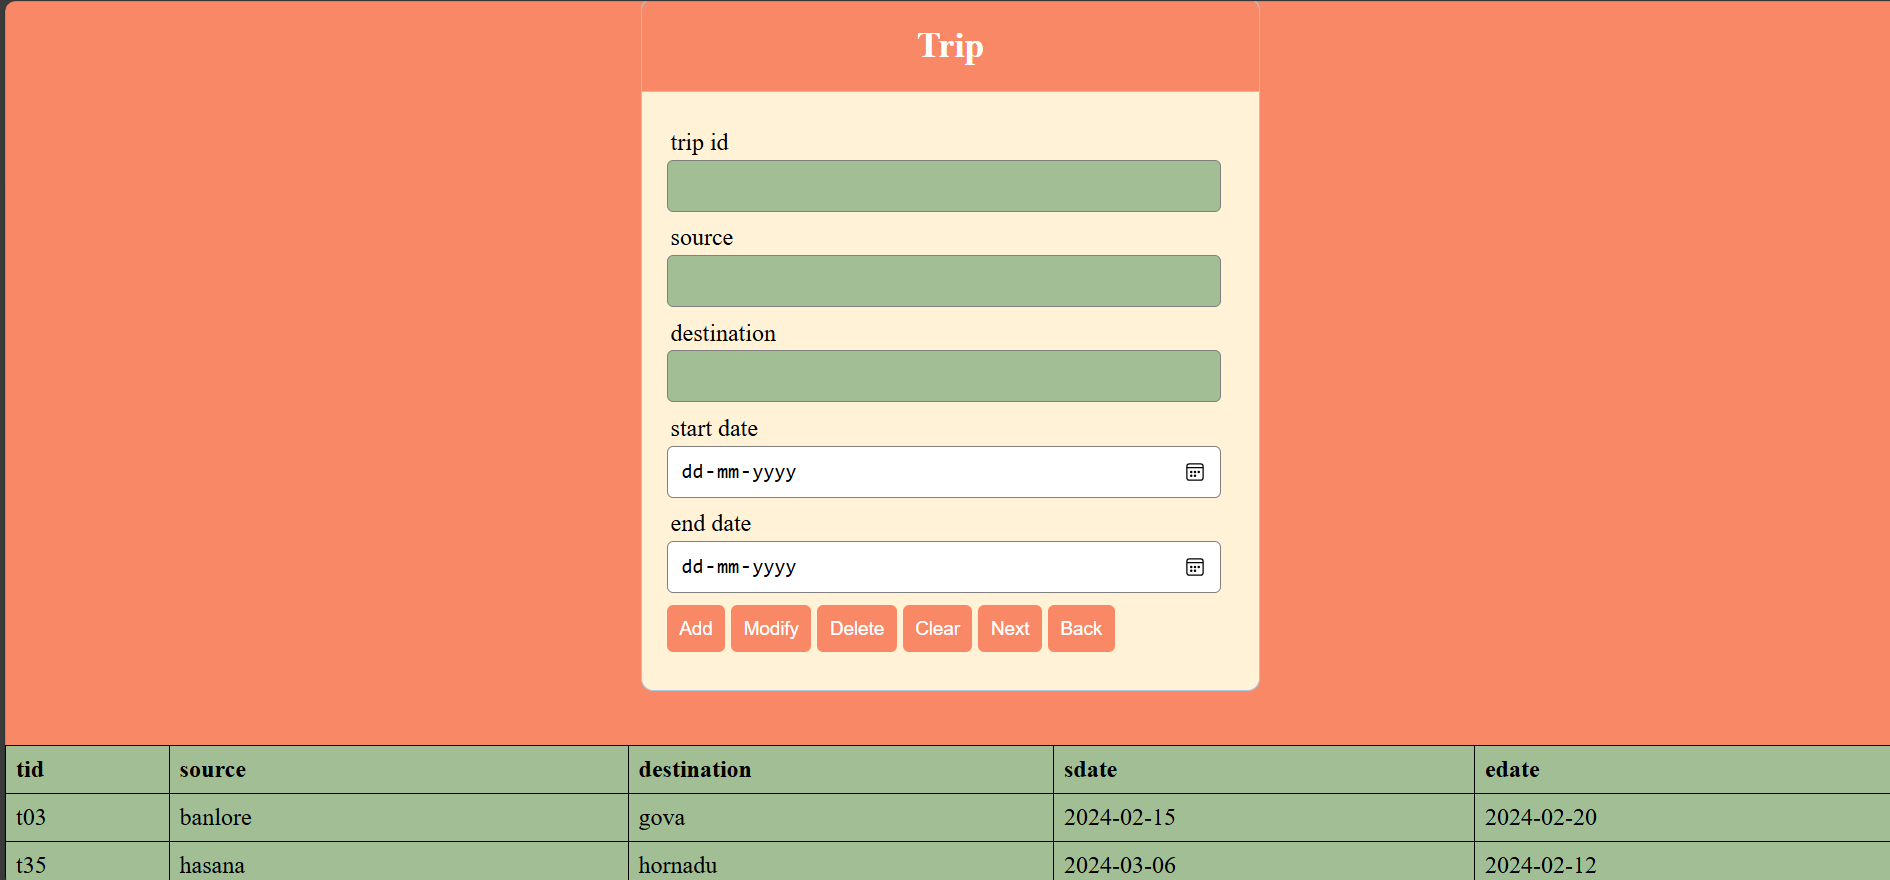 Trip
trip id
source
destination
start date
dd-mm-yyyy
end date
dd-mm-yyyy
Add Modify Delete Clear Next Back
tid source destination sdate edate
t03 banlore gova 2024-02-15 2024-02-20
t35 hasana hornadu 2024-03-06 2024-02-12